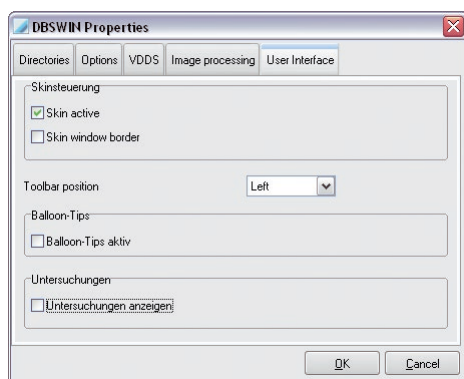 DBSWIN Properties
Directories Options VDDS Image processing User Interface
Skinsteuerung
Skin active
Skin window border
Toolbar position Left
Balloon-Tips
Balloon-Tips aktiv
Untersuchungen
Untersuchungen anzeigen
OK Cancel